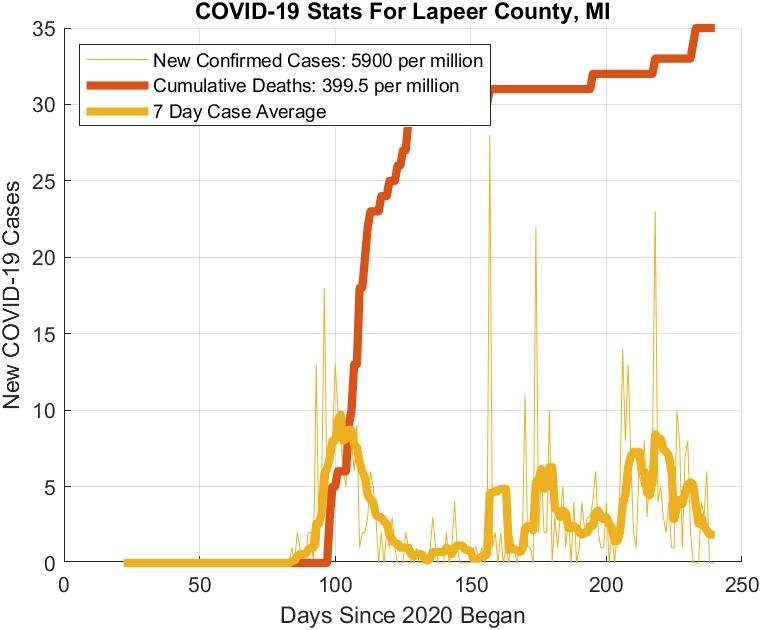 COVID-19 Stats For Lapeer County, MI
New Confirmed Cases: 5900 per million
Cumulative Deaths: 399.5 per million
7 Day Case Average
New COVID-19 Cases
35
30
25
20
15
10
5
0
0 50 100 150 200 250
Days Since 2020 Began